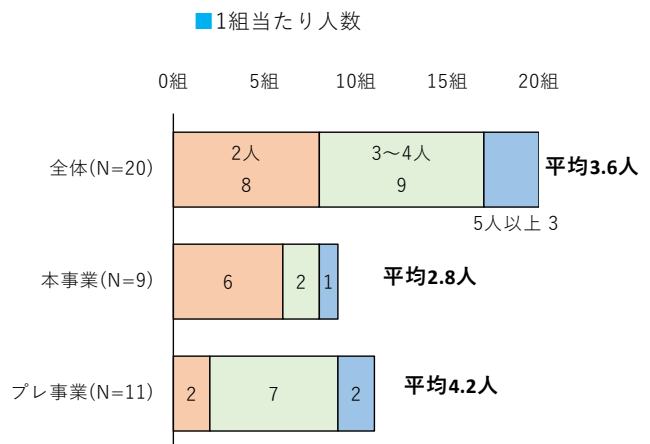 ■1組当たり人数
0組 5組 10組 15組 20組
全体(N=20) 2人 3～4人 平均3.6人
8 9
5人以上 3
本事業(N=9) 6 2 1 平均2.8人
プレ事業(N=11) 2 7 2 平均4.2人